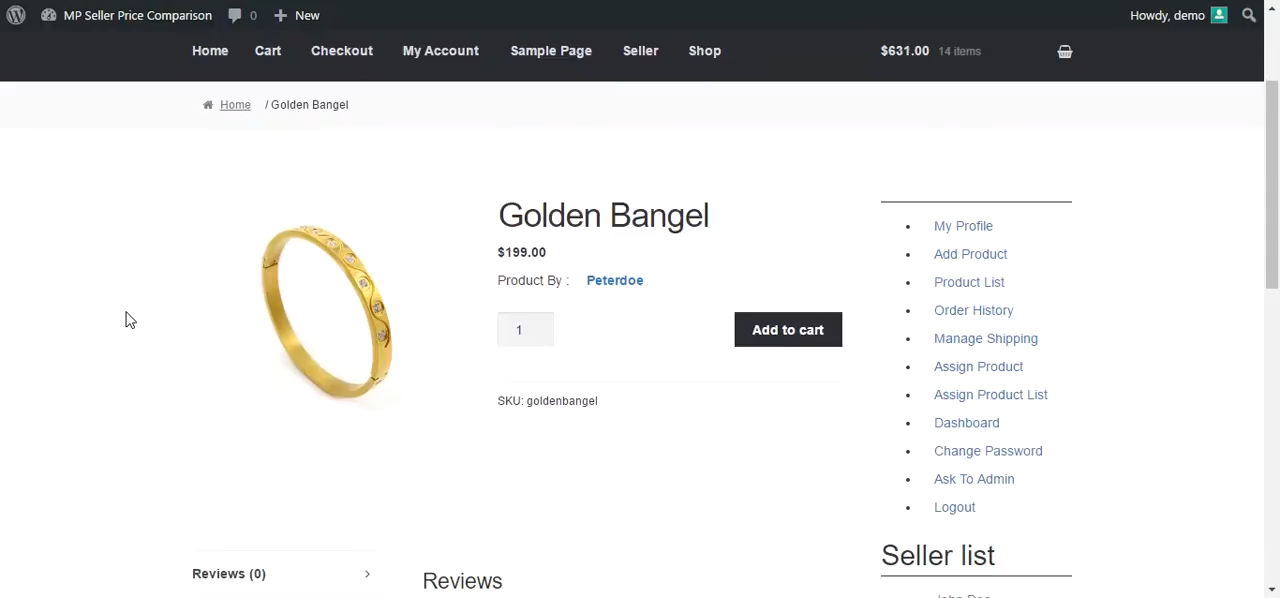 MP Seller Price Comparison 0 New Howdy, demo
Home Cart Checkout My Account Sample Page Seller Shop $631.00 14 items
Home / Golden Bangel
Golden Bangel
$199.00
Product By : Peterdoe
1 Add to cart
SKU: goldenbangel
My Profile
Add Product
Product List
Order History
Manage Shipping
Assign Product
Assign Product List
Dashboard
Change Password
Ask To Admin
Logout
Seller list
Reviews (0)
Reviews